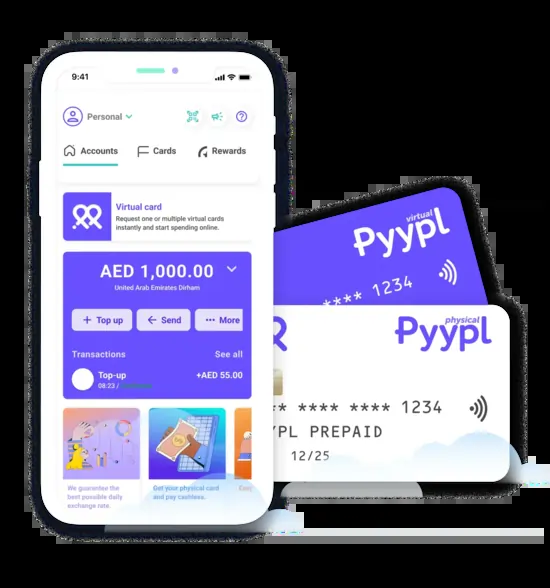 9:41
Personal
Accounts
Cards
Rewards
Virtual card
Request one or multiple virtual cards
instantly and start spending online.
AED 1,000.00
United Arab Emirates Dirham
+ Top up
Send
More
Transactions
See all
Top-up
+AED 55.00
08:23 /
We guarantee the
best possible daily
exchange rate.
Get your physical card
and pay cashless.
virtual
Pyypl
**** 1234
physical
Pyypl
** **** **** 1234
YPL PREPAID
12/25